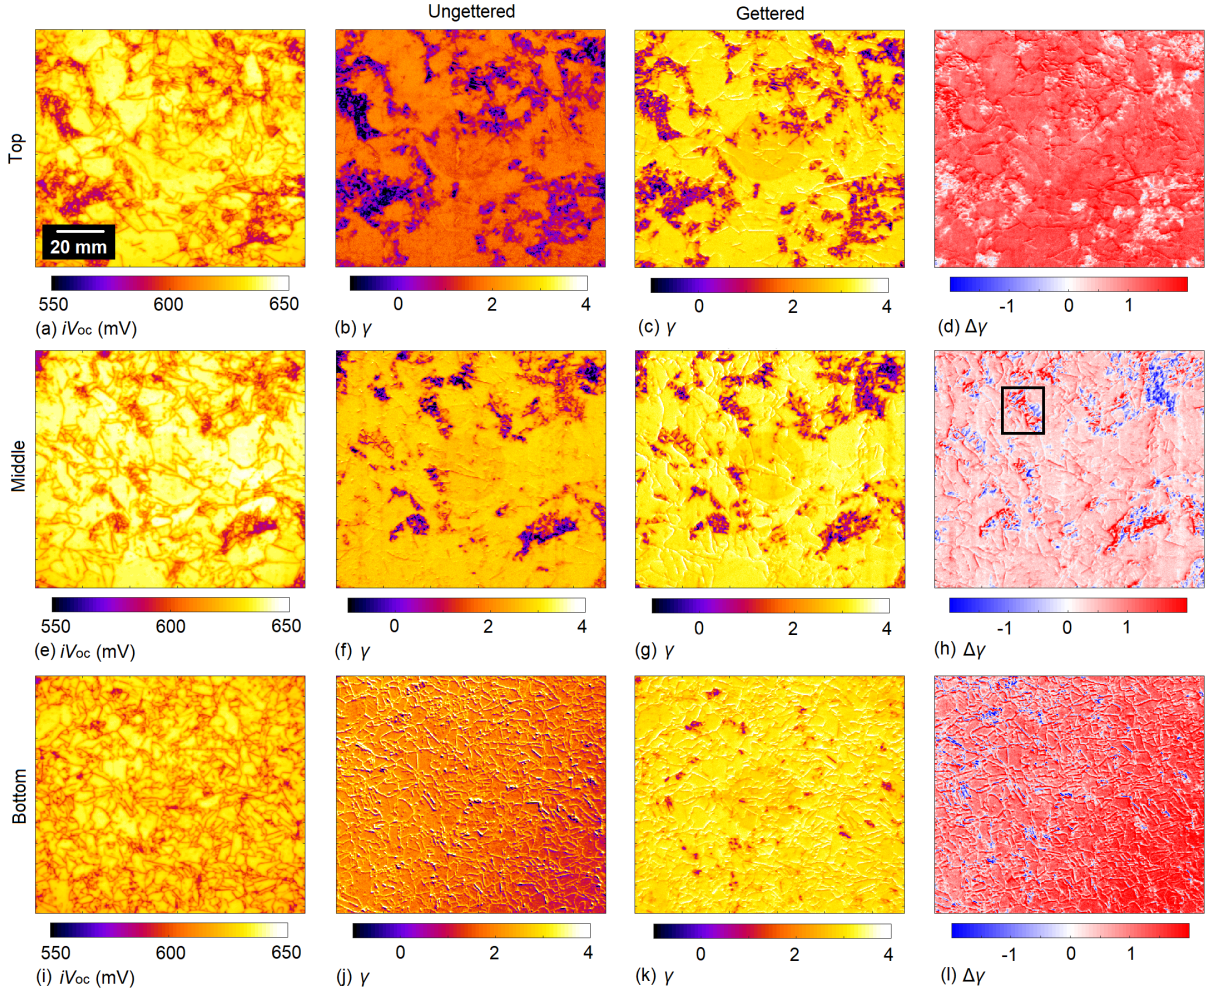 Ungettered Gettered
Top
20 mm
550 600 650
0 2 4
0 2 4
-1 0 1
(a) iVoc (mV)
(b) γ
(c) γ
(d) Δγ
Middle
550 600 650
0 2 4
0 2 4
-1 0 1
(e) iVoc (mV)
(f) γ
(g) γ
(h) Δγ
Bottom
550 600 650
0 2 4
0 2 4
-1 0 1
(i) iVoc (mV)
(j) γ
(k) γ
(l) Δγ